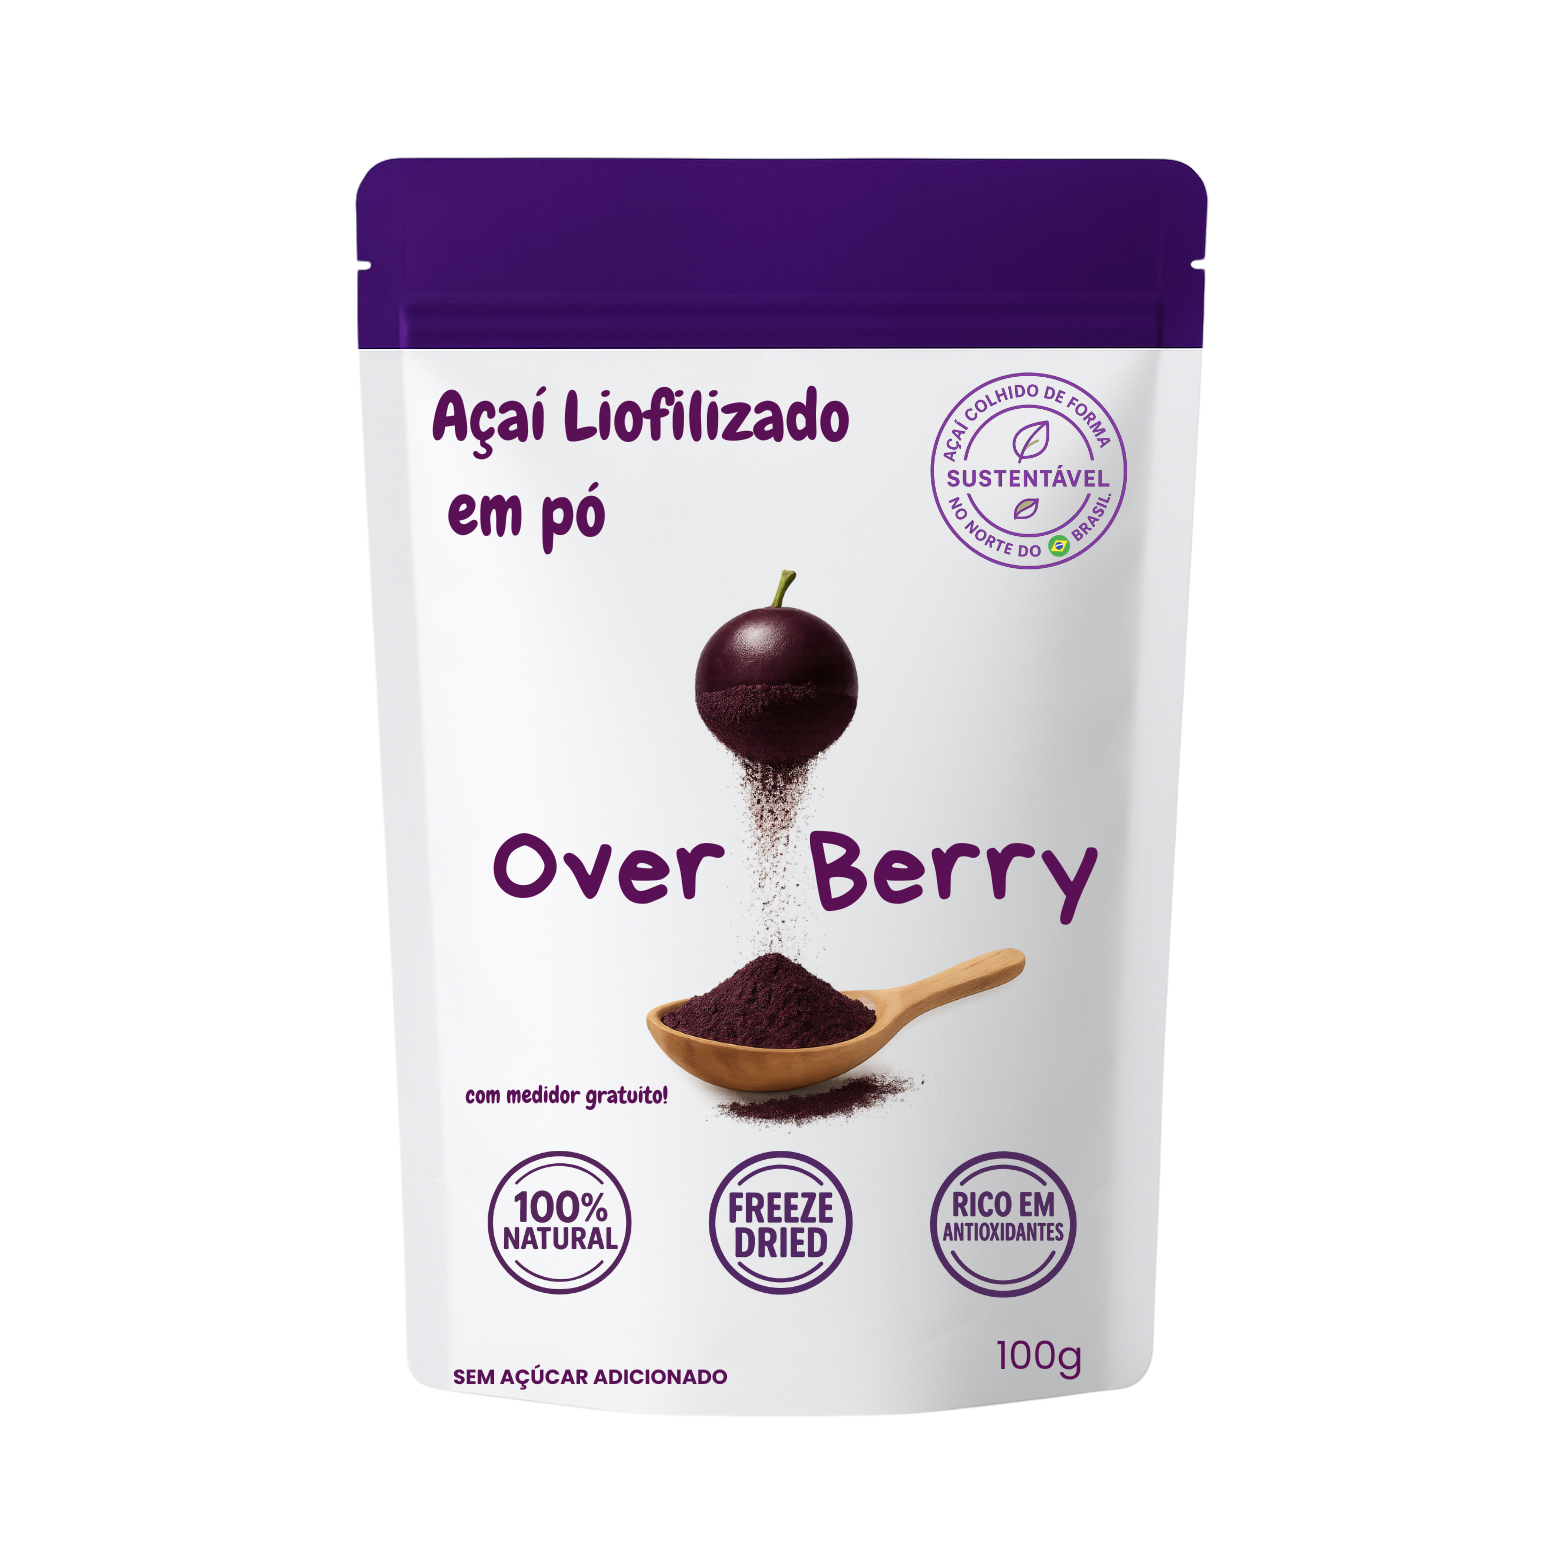 Açaí Liofilizado
em pó
AÇAÍ COLHIDO DE FORMA
SUSTENTÁVEL
NO NORTE DO BRASIL.
Over Berry
com medidor gratuito!
100%
NATURAL
FREEZE
DRIED
RICO EM
ANTIOXIDANTES
100g
SEM AÇÚCAR ADICIONADO